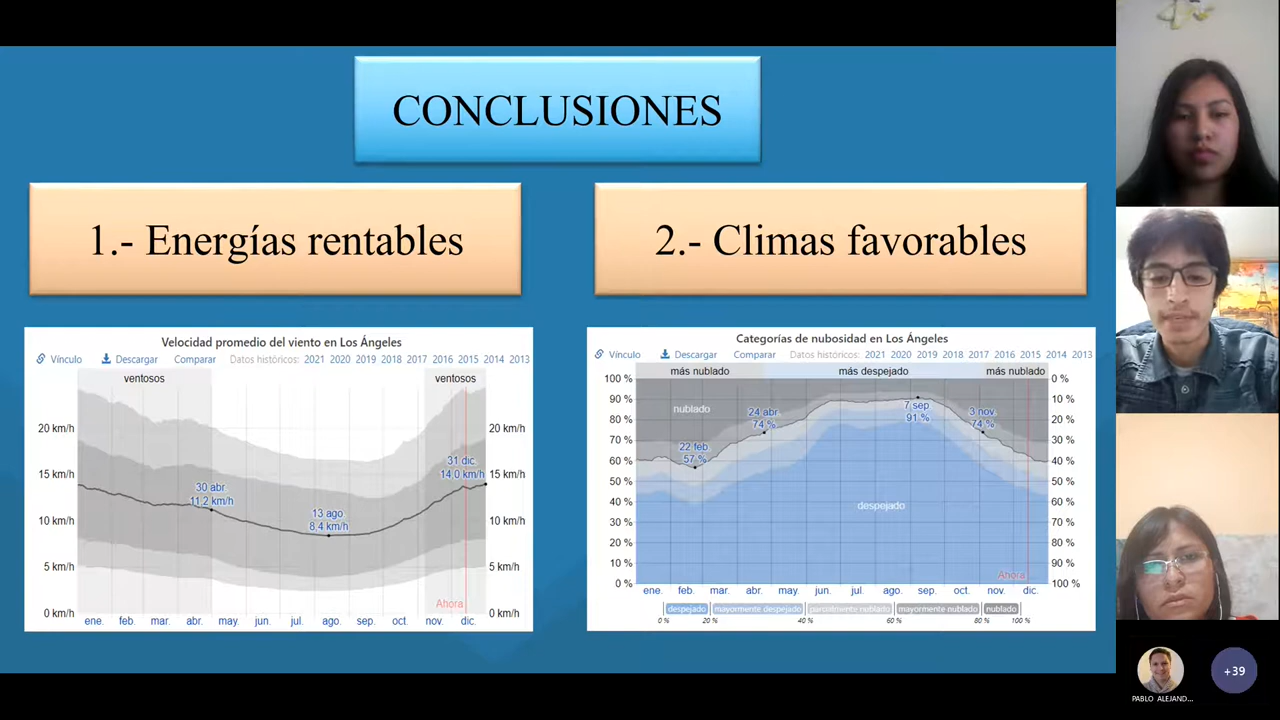 CONCLUSIONES
1.- Energías rentables
2.- Climas favorables
Velocidad promedio del viento en Los Ángeles
Vínculo Descargar Comparar Datos históricos: 2021 2020 2019 2018 2017 2016 2015 2014 2013
ventosos ventosos
20 km/h 20 km/h
15 km/h 15 km/h
10 km/h 10 km/h
5 km/h 5 km/h
0 km/h 0 km/h
30 abr.
11,2 km/h
13 ago.
8,4 km/h
31 dic.
14,0 km/h
Ahora
ene. feb. mar. abr. may. jun. jul. ago. sep. oct. nov. dic.
Categorías de nubosidad en Los Ángeles
Vínculo Descargar Comparar Datos históricos: 2021 2020 2019 2018 2017 2016 2015 2014 2013
más nublado más despejado más nublado
100 % 0 %
90 % 10 %
80 % 20 %
70 % 30 %
60 % 40 %
50 % 50 %
40 % 60 %
30 % 70 %
20 % 80 %
10 % 90 %
0 % 100 %
nublado
22 feb.
57 %
24 abr.
74 %
7 sep.
91 %
3 nov.
74 %
despejado
Ahora
ene. feb. mar. abr. may. jun. jul. ago. sep. oct. nov. dic.
despejado mayormente despejado parcialmente nublado mayormente nublado nublado
0 % 20 % 40 % 60 % 80 % 100 %
PABLO ALEJAND...
+39